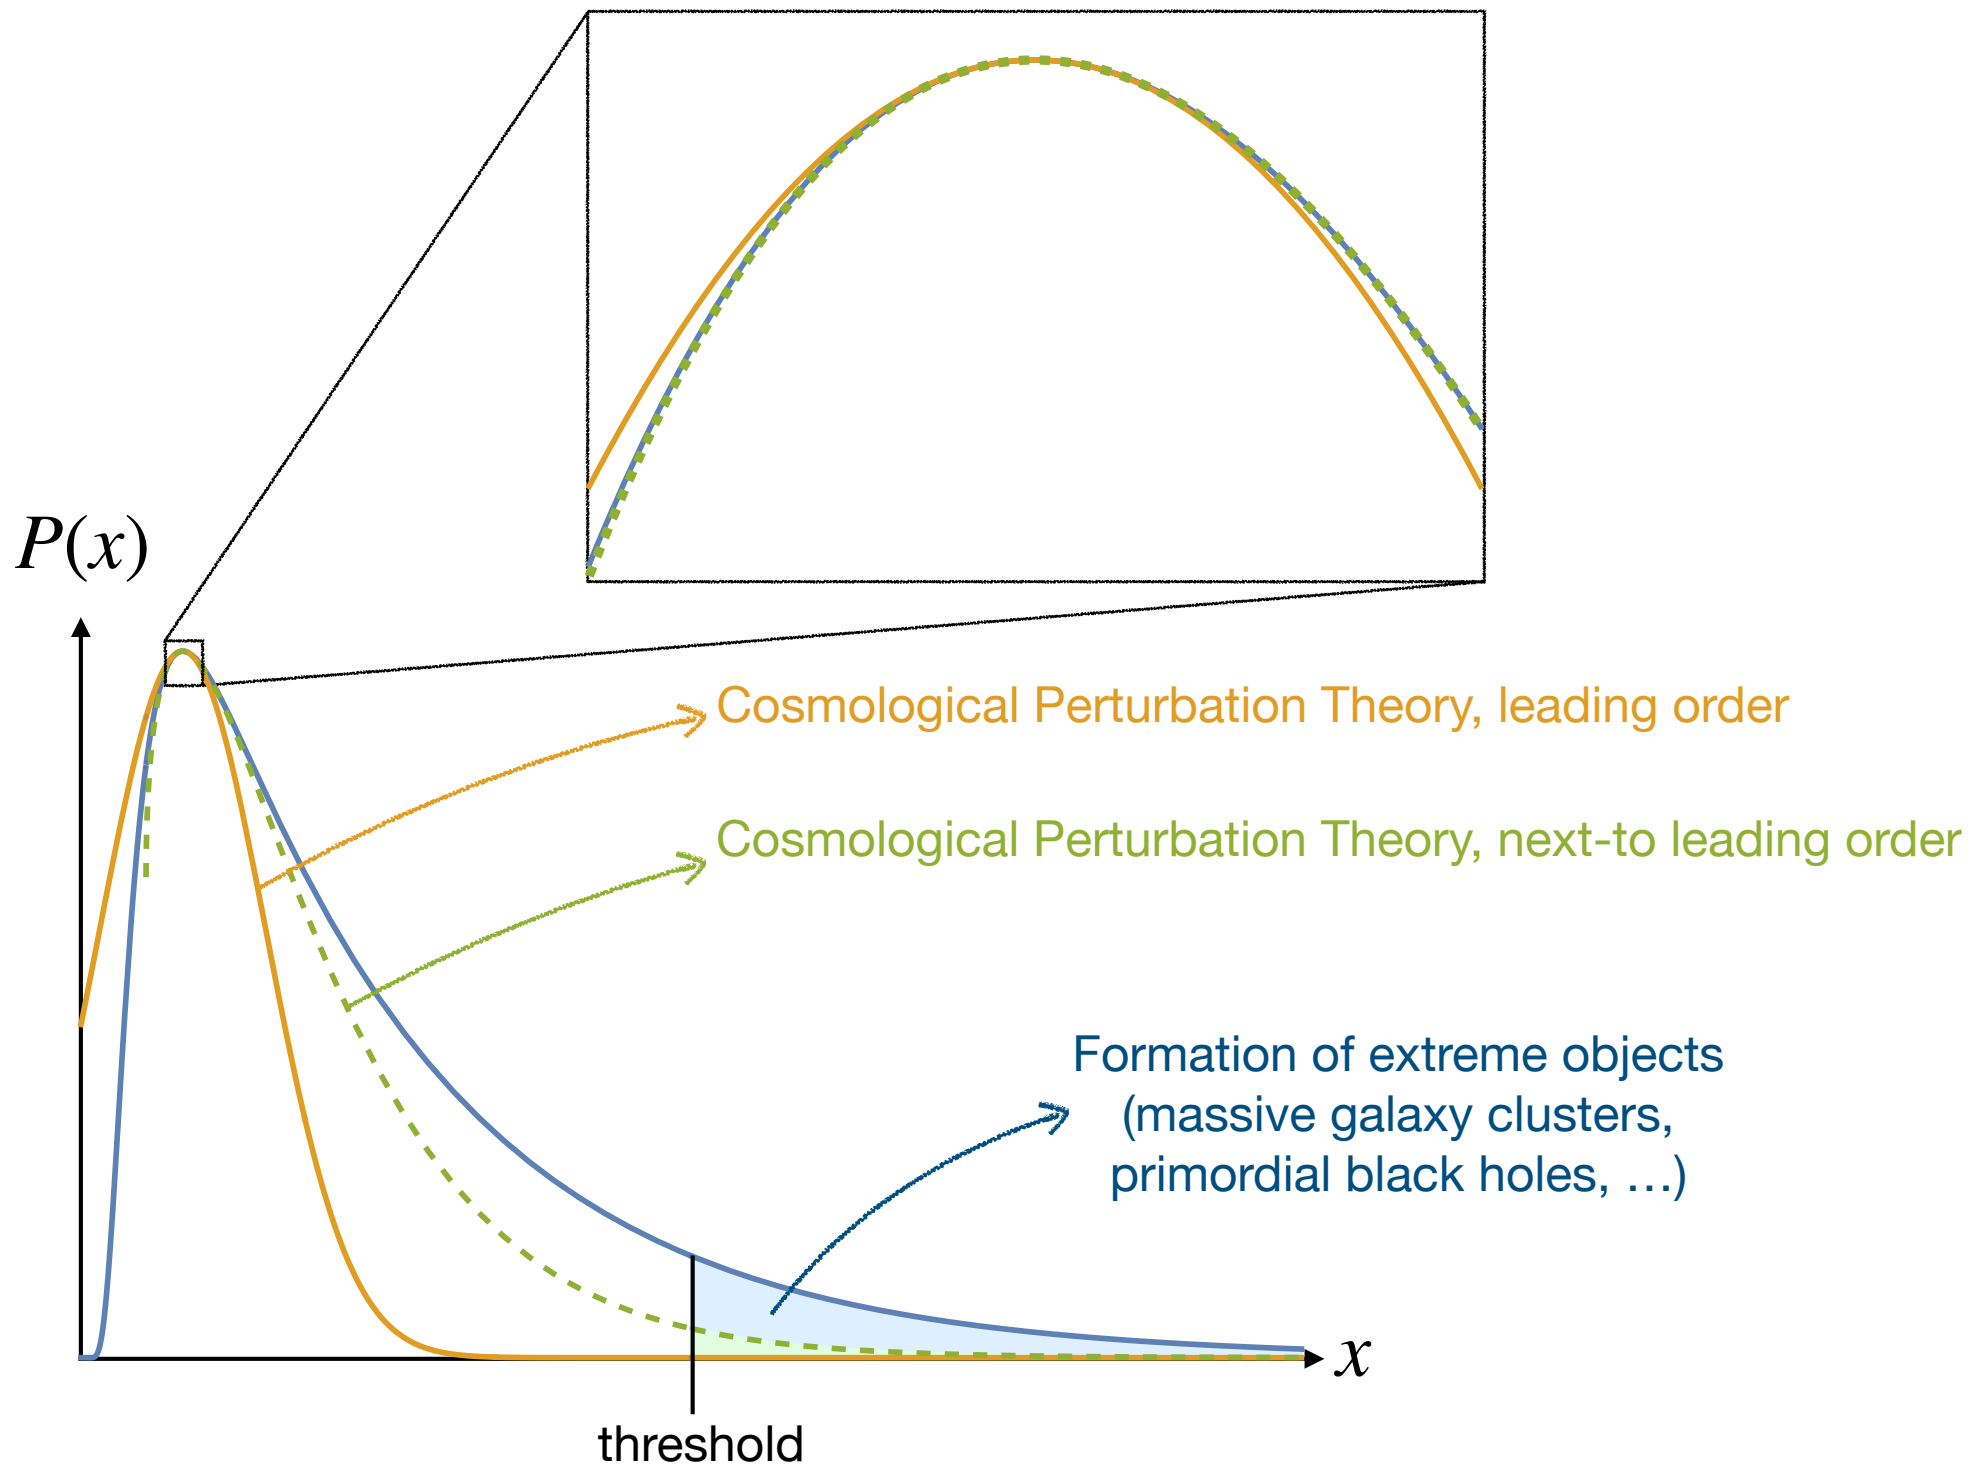 P(x)
Cosmological Perturbation Theory, leading order
Cosmological Perturbation Theory, next-to leading order
Formation of extreme objects
(massive galaxy clusters,
primordial black holes, …)
x
threshold